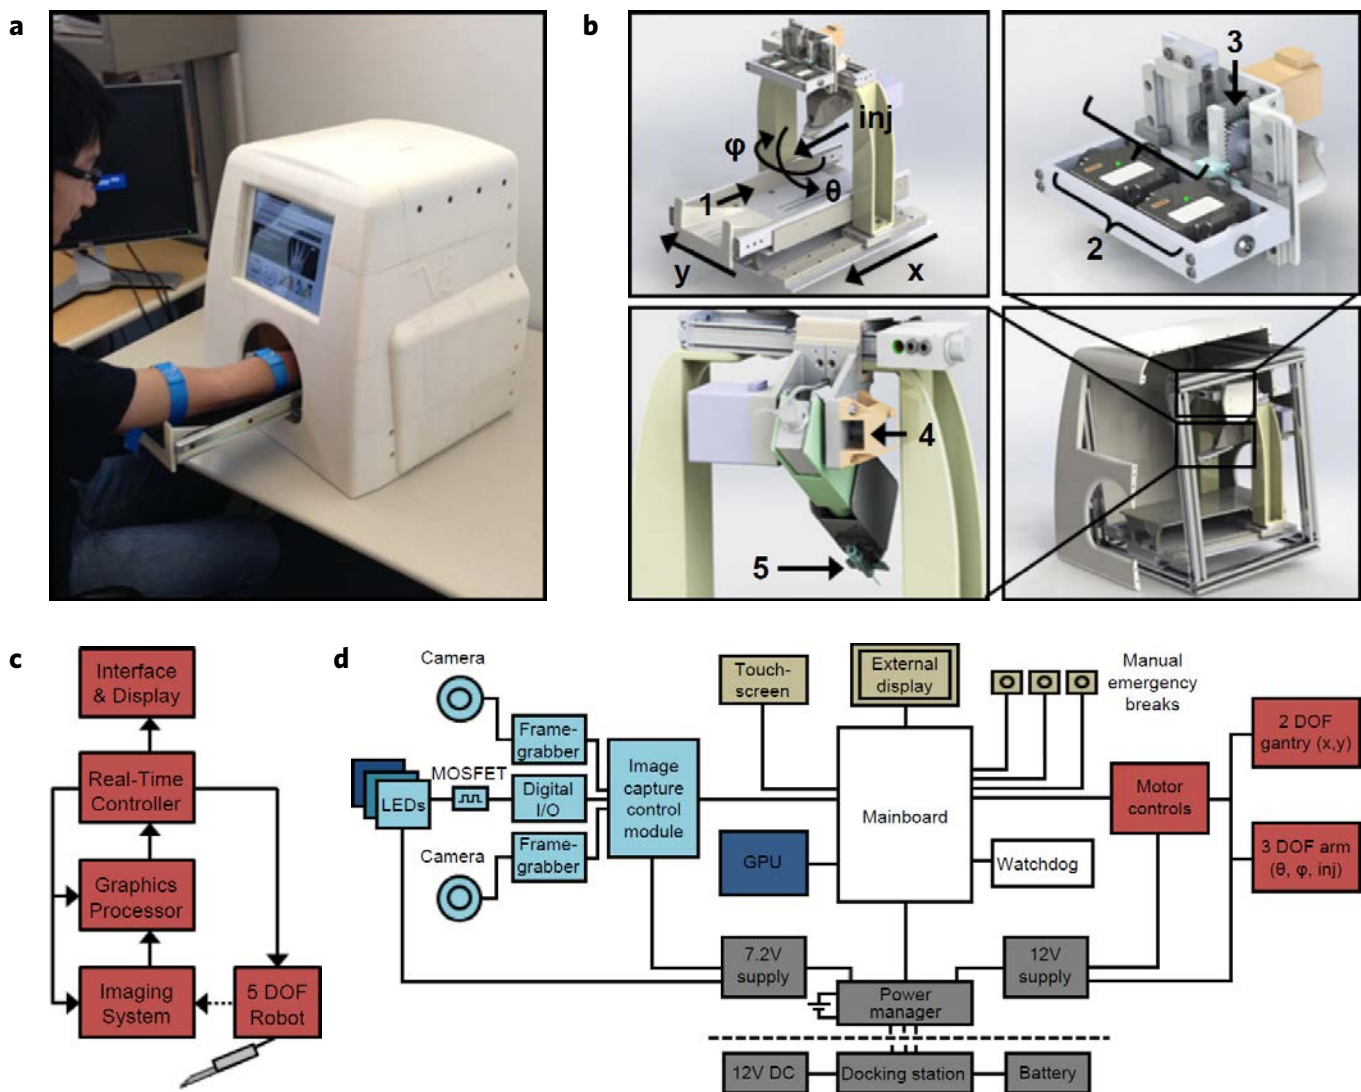 a
b
φ
inj
θ
1
y
x
3
2
4
5
c
Interface
& Display
Real-Time
Controller
Graphics
Processor
Imaging
System
5 DOF
Robot
d
Camera
Frame-
grabber
MOSFET
LEDs
Digital
I/O
Camera
Frame-
grabber
Image
capture
control
module
Touch-
screen
External
display
Manual
emergency
breaks
GPU
Mainboard
Watchdog
Motor
controls
2 DOF
gantry (x,y)
3 DOF arm
(θ, φ, inj)
7.2V
supply
12V
supply
Power
manager
12V DC
Docking station
Battery